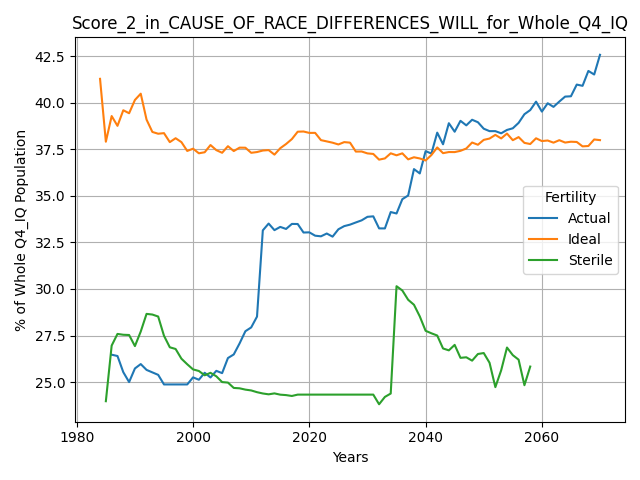 Score_2_in_CAUSE_OF_RACE_DIFFERENCES_WILL_for_Whole_Q4_IQ
42.5
40.0
37.5
35.0
32.5
30.0
27.5
25.0
% of Whole Q4_IQ Population
Fertility
Actual
Ideal
Sterile
1980
2000
2020
2040
2060
Years